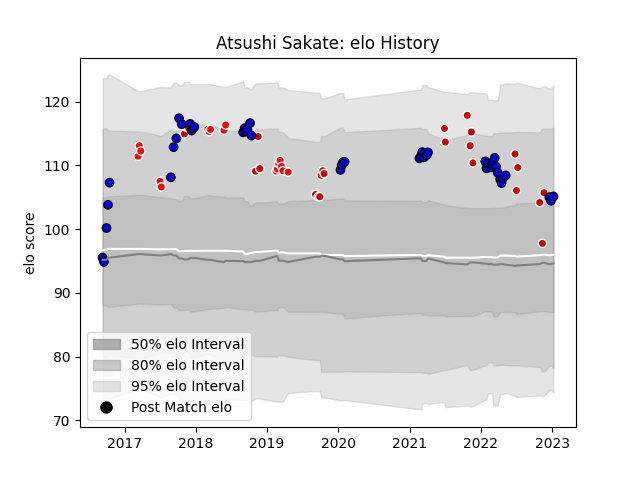 Atsushi Sakate: elo History
elo score
120
110
100
90
80
70
50% elo Interval
80% elo Interval
95% elo Interval
Post Match elo
2017 2018 2019 2020 2021 2022 2023